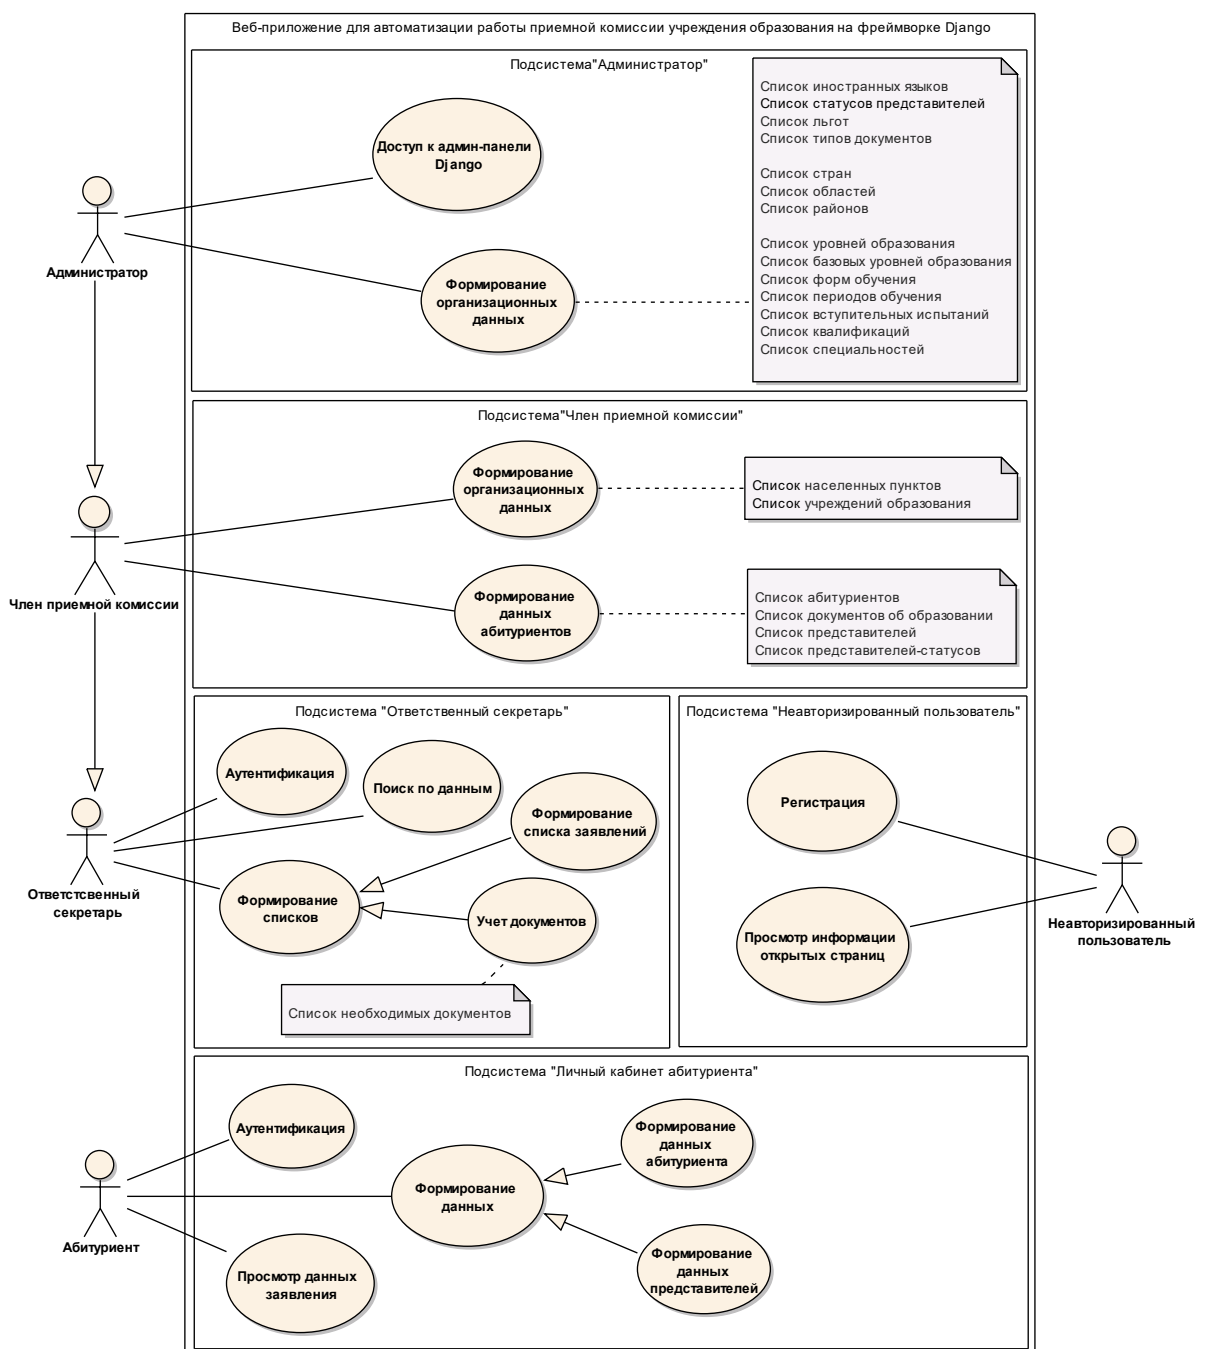 Веб-приложение для автоматизации работы приемной комиссии учреждения образования на фреймворке Django
Подсистема"Администратор"
Доступ к админ-панели
Django
Формирование
организационных
данных
Список иностранных языков
Список статусов представителей
Список льгот
Список типов документов
Список стран
Список областей
Список районов
Список уровней образования
Список базовых уровней образования
Список форм обучения
Список периодов обучения
Список вступительных испытаний
Список квалификаций
Список специальностей
Администратор
Подсистема"Член приемной комиссии"
Формирование
организационных
данных
Список населенных пунктов
Список учреждений образования
Формирование
данных
абитуриентов
Список абитуриентов
Список документов об образовании
Список представителей
Список представителей-статусов
Член приемной комиссии
Подсистема "Ответственный секретарь"
Аутентификация
Поиск по данным
Формирование
списка заявлений
Формирование
списков
Учет документов
Список необходимых документов
Ответстсвенный
секретарь
Подсистема "Неавторизированный пользователь"
Регистрация
Просмотр информации
открытых страниц
Неавторизированный
пользователь
Подсистема "Личный кабинет абитуриента"
Аутентификация
Формирование
данных
Формирование
данных
абитуриента
Формирование
данных
представителей
Просмотр данных
заявления
Абитуриент